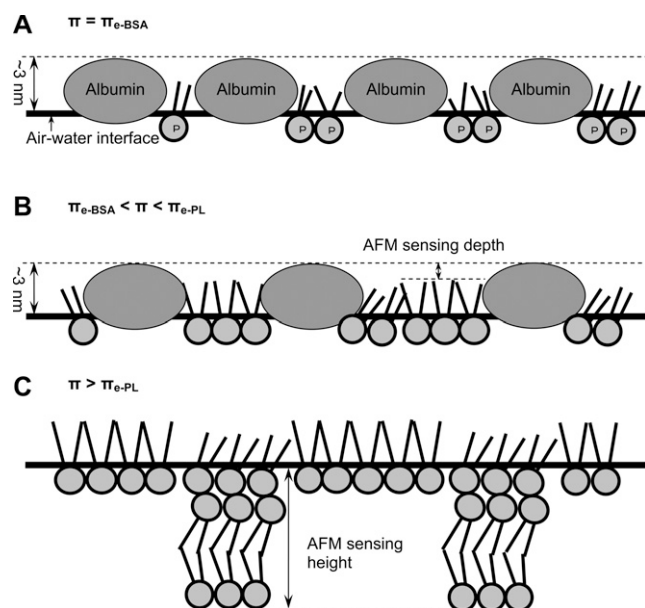 A π = πe-BSA
~3 nm
Albumin Albumin Albumin Albumin
P P P P P P P
Air-water interface
B πe-BSA < π < πe-PL
AFM sensing depth
~3 nm
C π > πe-PL
AFM sensing
height